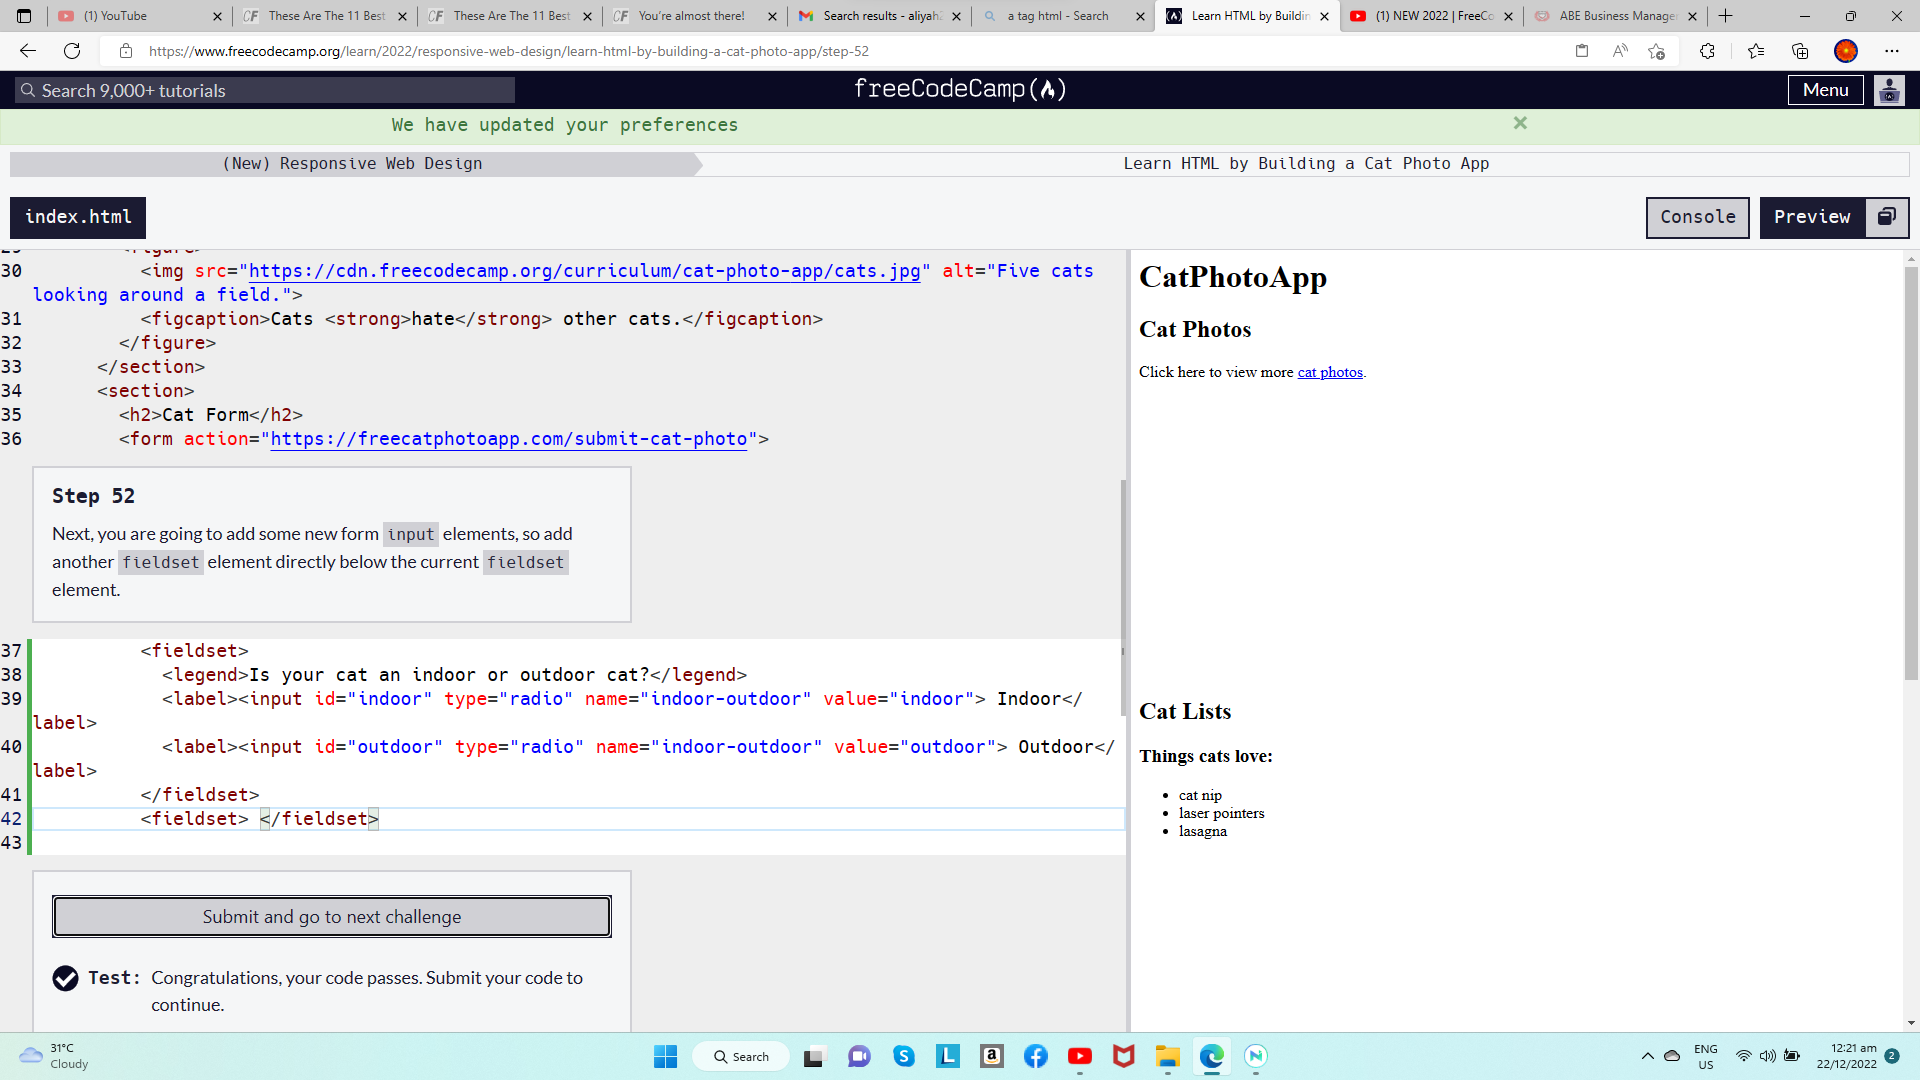 (1) YouTube
These Are The 11 Best
These Are The 11 Best
You're almost there!
Search results - aliyah
a tag html - Search
Learn HTML by Buildin
(1) NEW 2022 | FreeCo
ABE Business Manage
https://www.freecodecamp.org/learn/2022/responsive-web-design/learn-html-by-building-a-cat-photo-app/step-52
Search 9,000+ tutorials
freeCodeCamp
Menu
We have updated your preferences
(New) Responsive Web Design
Learn HTML by Building a Cat Photo App
index.html
Console
Preview
29 <figure>
30 <img src="https://cdn.freecodecamp.org/curriculum/cat-photo-app/cats.jpg" alt="Five cats
looking around a field.">
31 <figcaption>Cats <strong>hate</strong> other cats.</figcaption>
32 </figure>
33 </section>
34 <section>
35 <h2>Cat Form</h2>
36 <form action="https://freecatphotoapp.com/submit-cat-photo">
Step 52
Next, you are going to add some new form input elements, so add
another fieldset element directly below the current fieldset
element.
37 <fieldset>
38 <legend>Is your cat an indoor or outdoor cat?</legend>
39 <label><input id="indoor" type="radio" name="indoor-outdoor" value="indoor"> Indoor</
label>
40 <label><input id="outdoor" type="radio" name="indoor-outdoor" value="outdoor"> Outdoor</
label>
41 </fieldset>
42 <fieldset> </fieldset>
43
Submit and go to next challenge
Test: Congratulations, your code passes. Submit your code to
continue.
CatPhotoApp
Cat Photos
Click here to view more cat photos.
Cat Lists
Things cats love:
• cat nip
• laser pointers
• lasagna
31°C
Cloudy
Search
ENG
US
12:21 am
22/12/2022
2